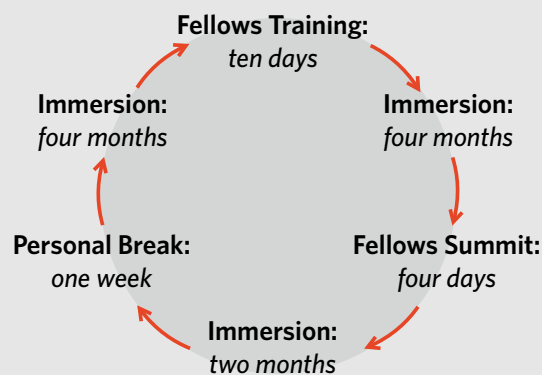 Fellows Training:
ten days
Immersion:
four months
Fellows Summit:
four days
Immersion:
two months
Personal Break:
one week
Immersion:
four months